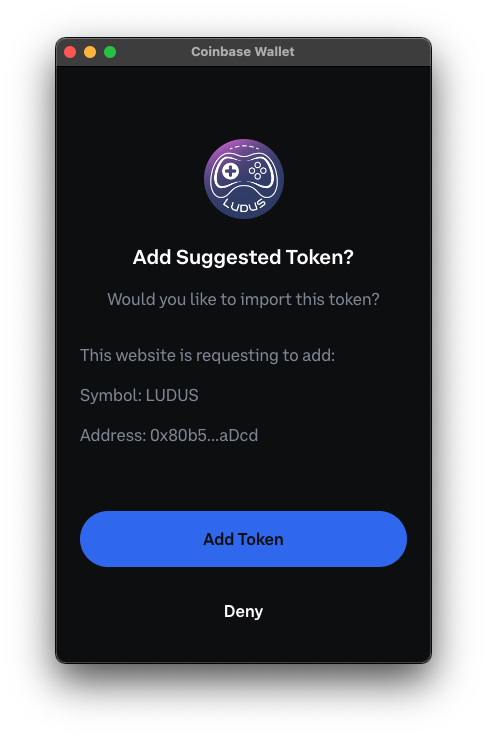 Coinbase Wallet
LUDUS
Add Suggested Token?
Would you like to import this token?
This website is requesting to add:
Symbol: LUDUS
Address: 0x80b5...aDcd
Add Token
Deny